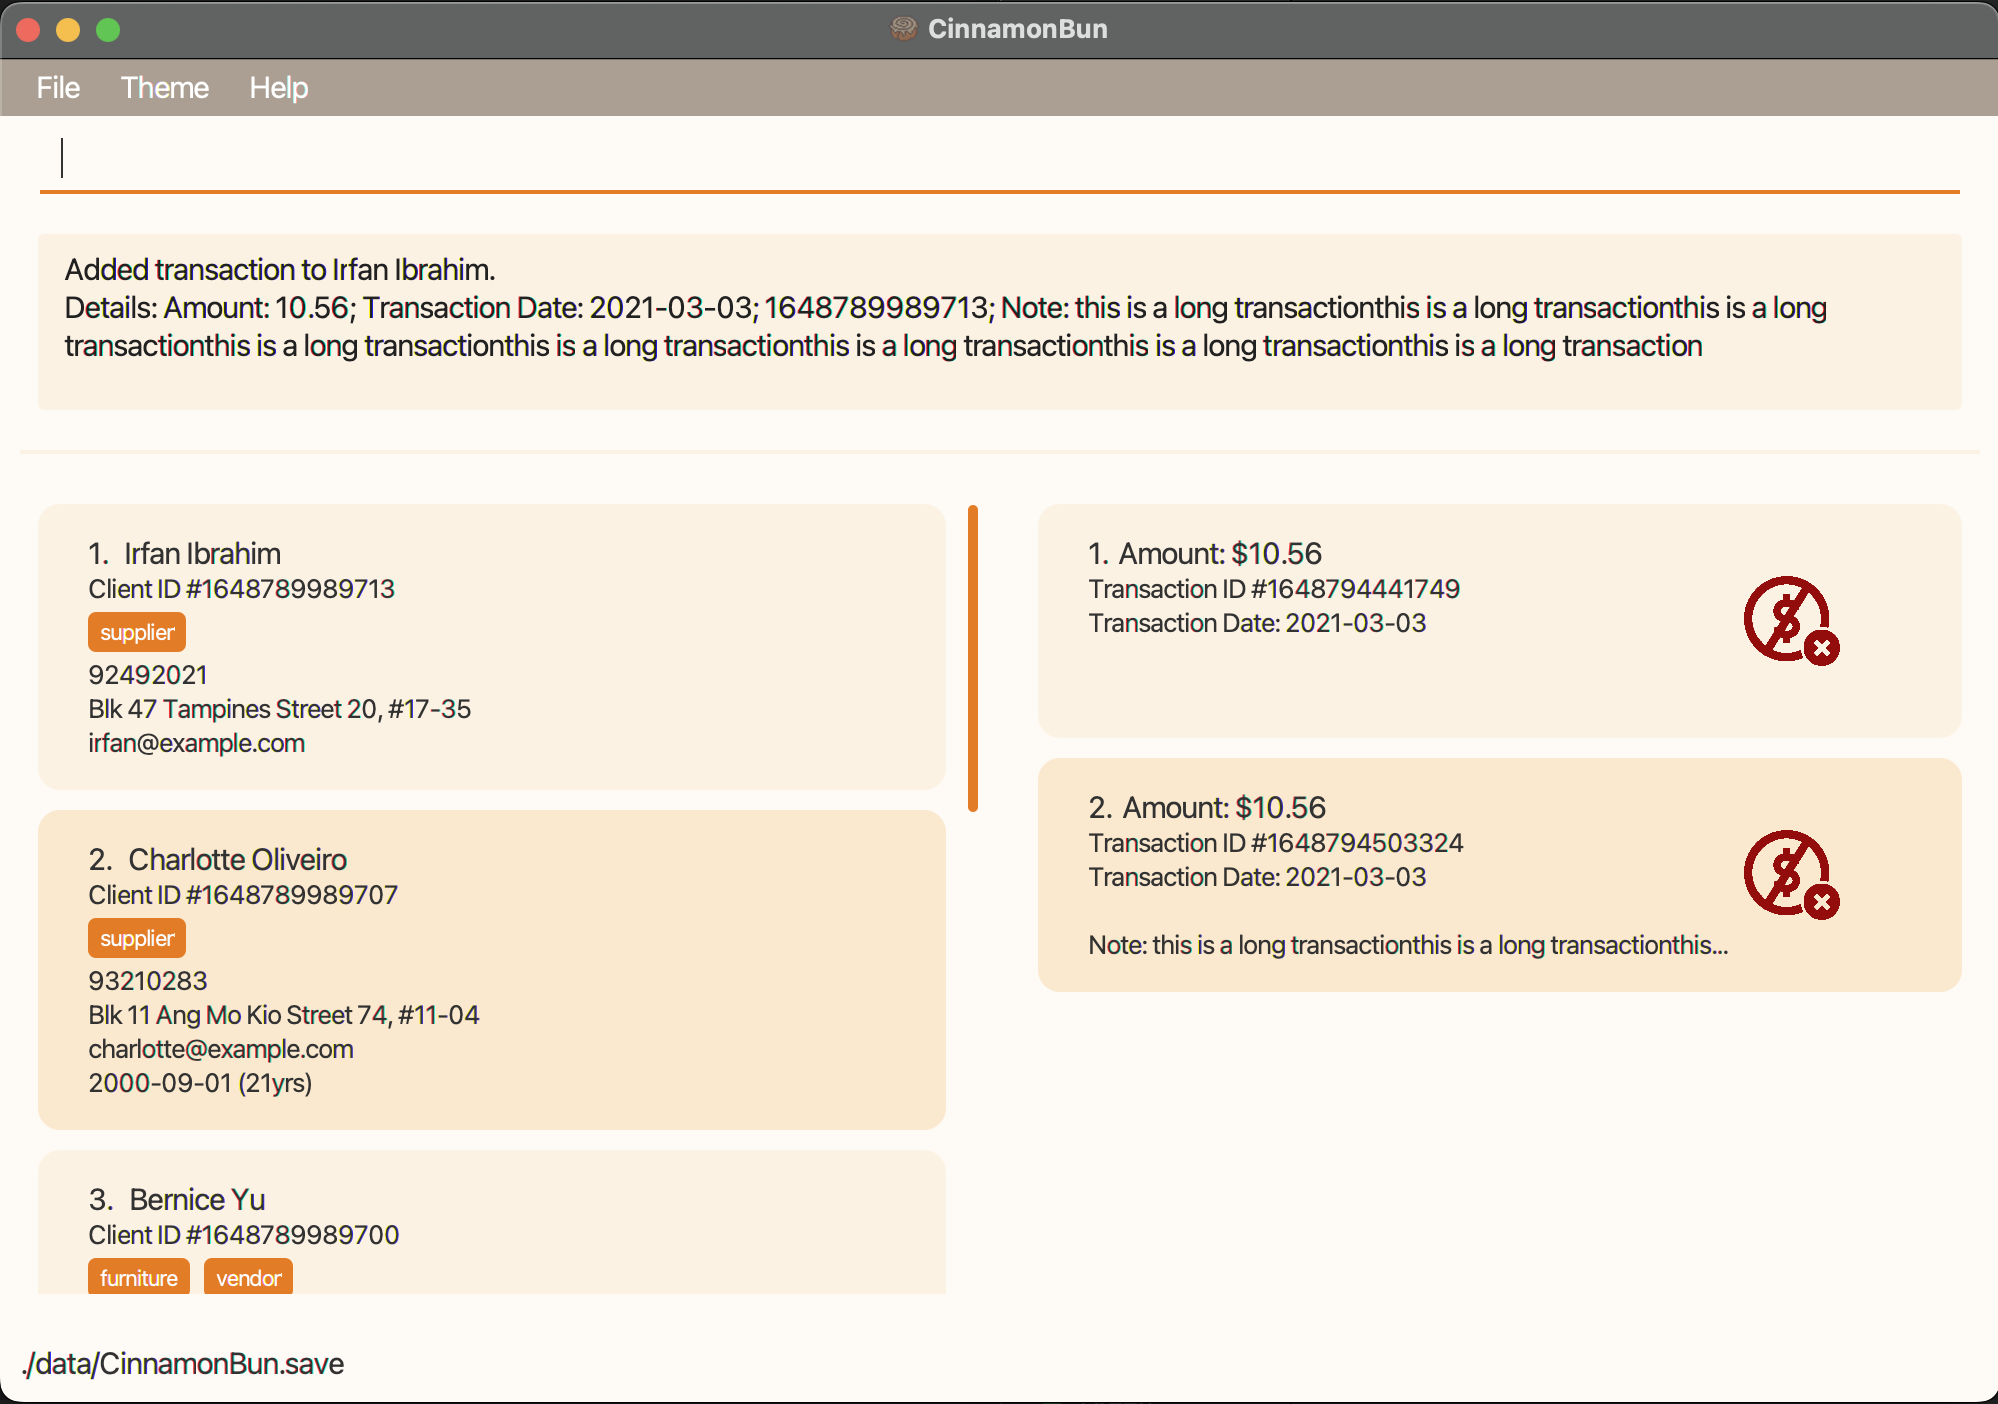 CinnamonBun
File Theme Help
Added transaction to Irfan Ibrahim.
Details: Amount: 10.56; Transaction Date: 2021-03-03; 1648789989713; Note: this is a long transactionthis is a long transactionthis is a long
transactionthis is a long transactionthis is a long transactionthis is a long transactionthis is a long transactionthis is a long transaction
1. Irfan Ibrahim
Client ID #1648789989713
supplier
92492021
Blk 47 Tampines Street 20, #17-35
irfan@example.com
2. Charlotte Oliveiro
Client ID #1648789989707
supplier
93210283
Blk 11 Ang Mo Kio Street 74, #11-04
charlotte@example.com
2000-09-01 (21yrs)
3. Bernice Yu
Client ID #1648789989700
furniture vendor
1. Amount: $10.56
Transaction ID #1648794441749
Transaction Date: 2021-03-03
2. Amount: $10.56
Transaction ID #1648794503324
Transaction Date: 2021-03-03
Note: this is a long transactionthis is a long transactionthis...
./data/CinnamonBun.save